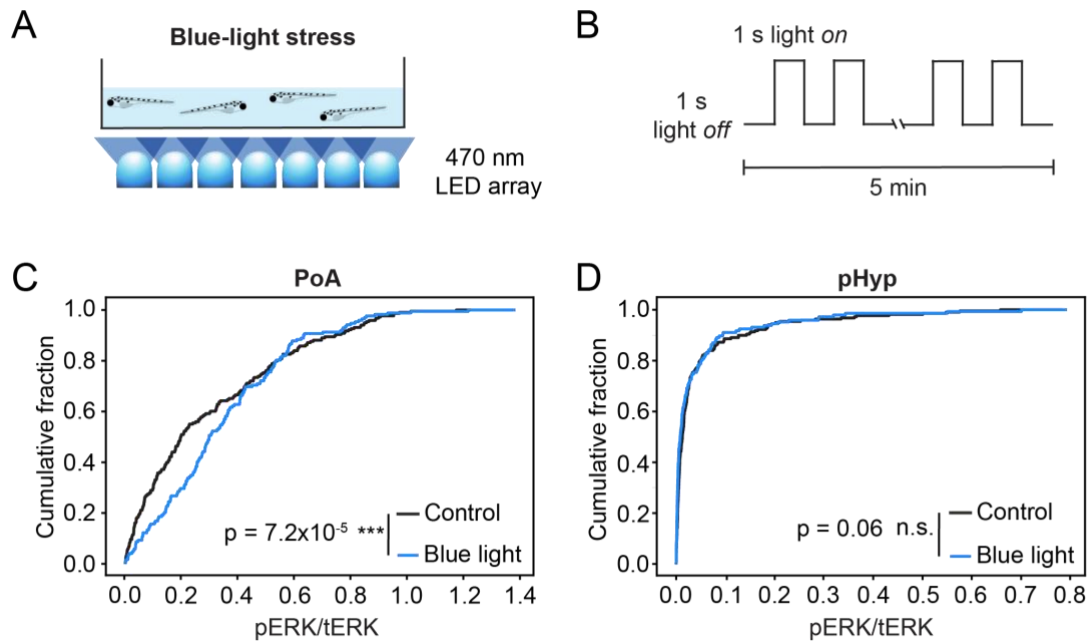 A
Blue-light stress
470 nm
LED array
B
1 s light on
1 s
light off
5 min
C
PoA
Cumulative fraction
1.0
0.8
0.6
0.4
0.2
0.0
p = 7.2x10⁻⁵ ***
Control
Blue light
0.0 0.2 0.4 0.6 0.8 1.0 1.2 1.4
pERK/tERK
D
pHyp
Cumulative fraction
1.0
0.8
0.6
0.4
0.2
0.0
p = 0.06 n.s.
Control
Blue light
0.0 0.1 0.2 0.3 0.4 0.5 0.6 0.7 0.8
pERK/tERK